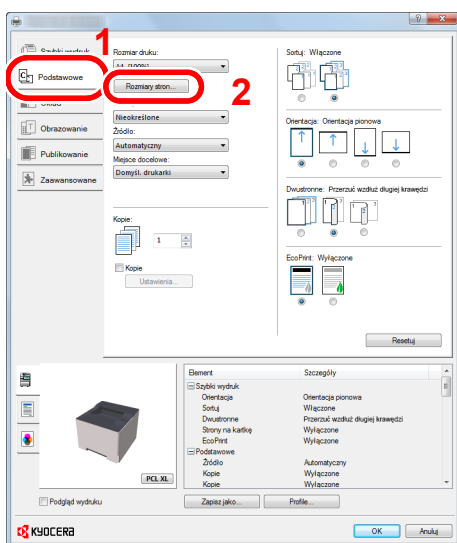 1
Szybki wydruk
Podstawowe
Układ
Obrazowanie
Publikowanie
Zaawansowane
Rozmiar druku:
A4 [100%]
Rozmiary stron...
2
Nieokreślone
Źródło:
Automatyczny
Miejsce docelowe:
Domyśl. drukarki
Kopie:
1
Kopie
Ustawienia...
Sortuj: Włączone
Orientacja: Orientacja pionowa
Dwustronne: Przerzuć wzdłuż długiej krawędzi
EcoPrint: Wyłączone
Resetuj
PCL XL
Podgląd wydruku
Element Szczegóły
Szybki wydruk
Orientacja Orientacja pionowa
Sortuj Włączone
Dwustronne Przerzuć wzdłuż długiej krawędzi
Strony na kartkę Wyłączone
EcoPrint Wyłączone
Podstawowe
Źródło Automatyczny
Kopie Wyłączone
Kopie Wyłączone
Zapisz jako...
Profile...
KYOCERA
OK
Anuluj